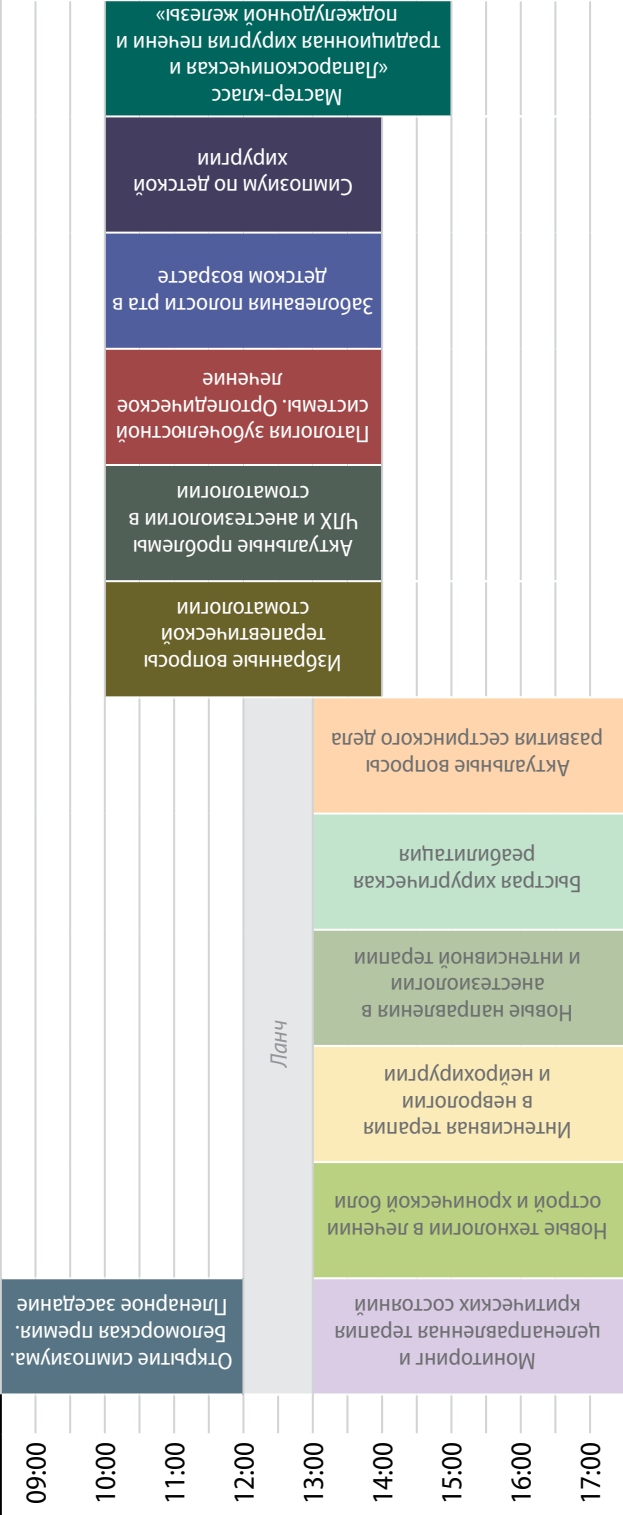 Мастер-класс
«Лапароскопическая и
традиционная хирургия печени и
поджелудочной железы»
Симпозиум по детской
хирургии
Заболевания полости рта в
детском возрасте
Патология зубочелюстной
системы. Ортопедическое
лечение
Актуальные проблемы
ЧЛХ и анестезиологии в
стоматологии
Избранные вопросы
терапевтической
стоматологии
Актуальные вопросы
развития сестринского дела
Быстрая хирургическая
реабилитация
Новые направления в
анестезиологии
и интенсивной терапии
Ланч
Интенсивная терапия
в неврологии
и нейрохирургии
Новые технологии в лечении
острой и хронической боли
Открытие симпозиума.
Беломорская премия.
Пленарное заседание
Мониторинг и
целенаправленная терапия
критических состояний
09:00
10:00
11:00
12:00
13:00
14:00
15:00
16:00
17:00